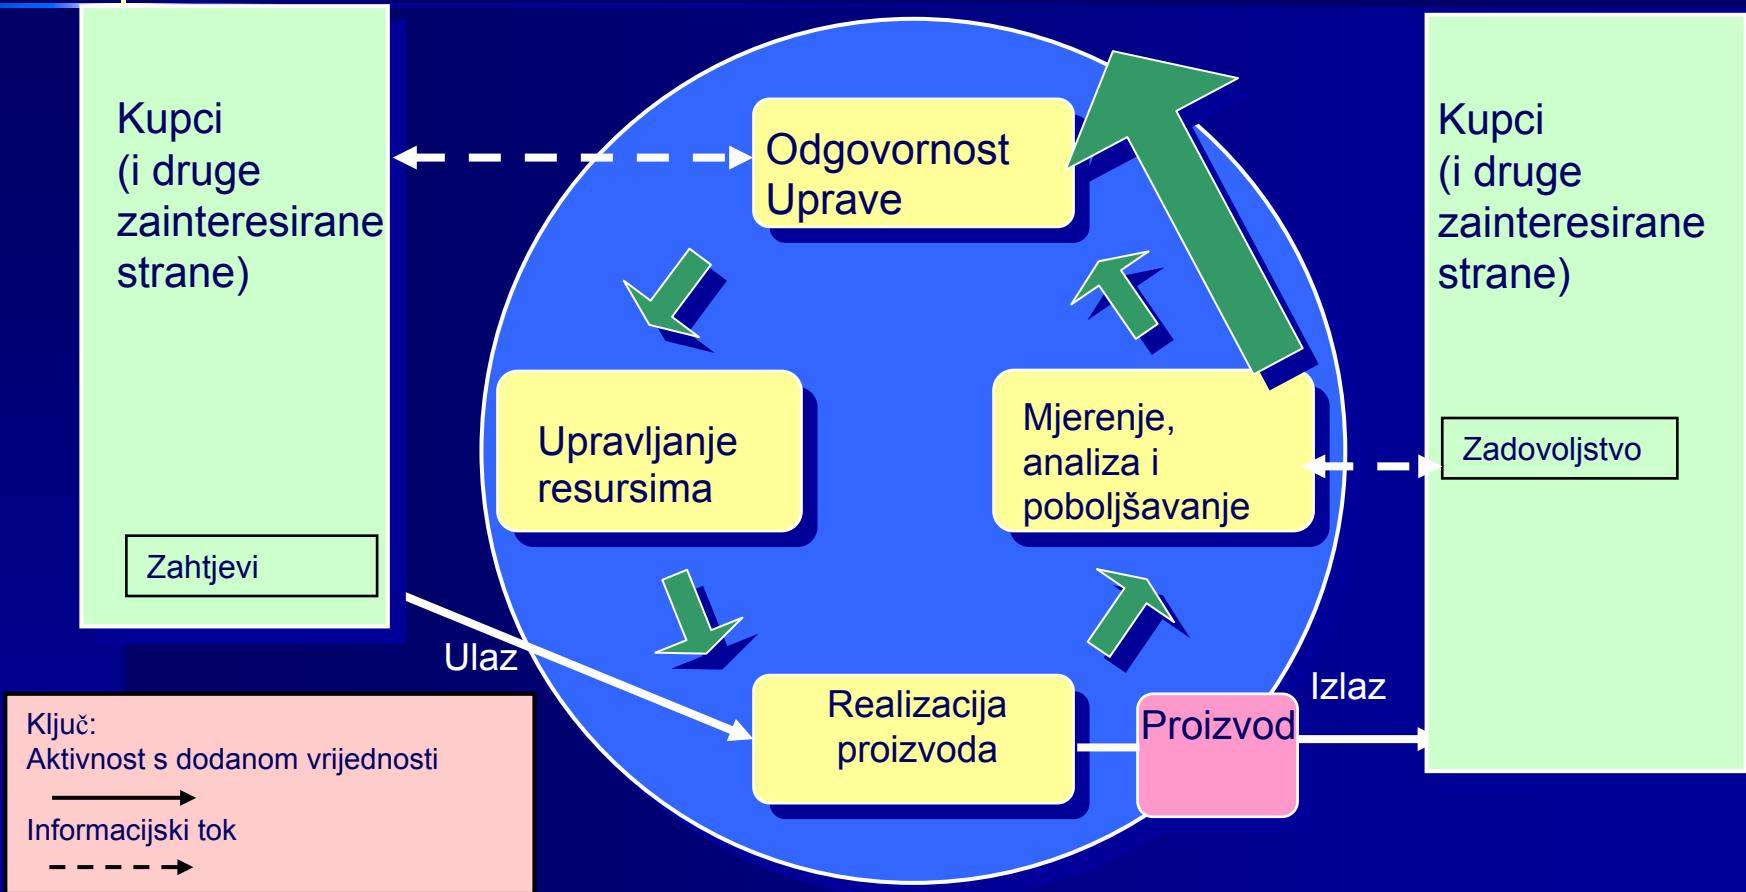 Kupci
(i druge
zainteresirane
strane)
Zahtjevi
Odgovornost
Uprave
Upravljanje
resursima
Mjerenje,
analiza i
poboljšavanje
Realizacija
proizvoda
Proizvod
Ulaz
Izlaz
Kupci
(i druge
zainteresirane
strane)
Zadovoljstvo
Ključ:
Aktivnost s dodanom vrijednosti
Informacijski tok